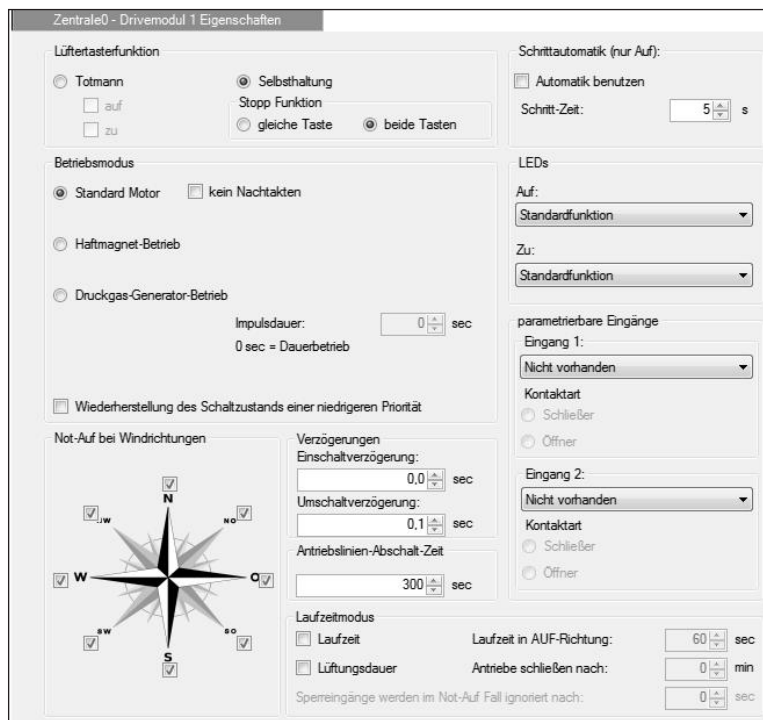 Zentrale0 - Drivemodul 1 Eigenschaften
Lüftertasterfunktion
Totmann
auf
zu
Selbsthaltung
Stopp Funktion
gleiche Taste
beide Tasten
Schrittautomatik (nur Auf):
Automatik benutzen
Schritt-Zeit: 5 s
Betriebsmodus
Standard Motor
kein Nachtakten
Haftmagnet-Betrieb
Druckgas-Generator-Betrieb
Impulsdauer: 0 sec
0 sec = Dauerbetrieb
Wiederherstellung des Schaltzustands einer niedrigeren Priorität
LEDs
Auf:
Standardfunktion
Zu:
Standardfunktion
parametrierbare Eingänge
Eingang 1:
Nicht vorhanden
Kontaktart
Schließer
Öffner
Eingang 2:
Nicht vorhanden
Kontaktart
Schließer
Öffner
Not-Auf bei Windrichtungen
N
NO
W
O
SW
SO
S
Verzögerungen
Einschaltverzögerung:
0,0 sec
Umschaltverzögerung:
0,1 sec
Antriebslinien-Abschalt-Zeit
300 sec
Laufzeitmodus
Laufzeit
Laufzeit in AUF-Richtung: 60 sec
Lüftungsdauer
Antriebe schließen nach: 0 min
Sperreingänge werden im Not-Auf Fall ignoriert nach: 0 sec